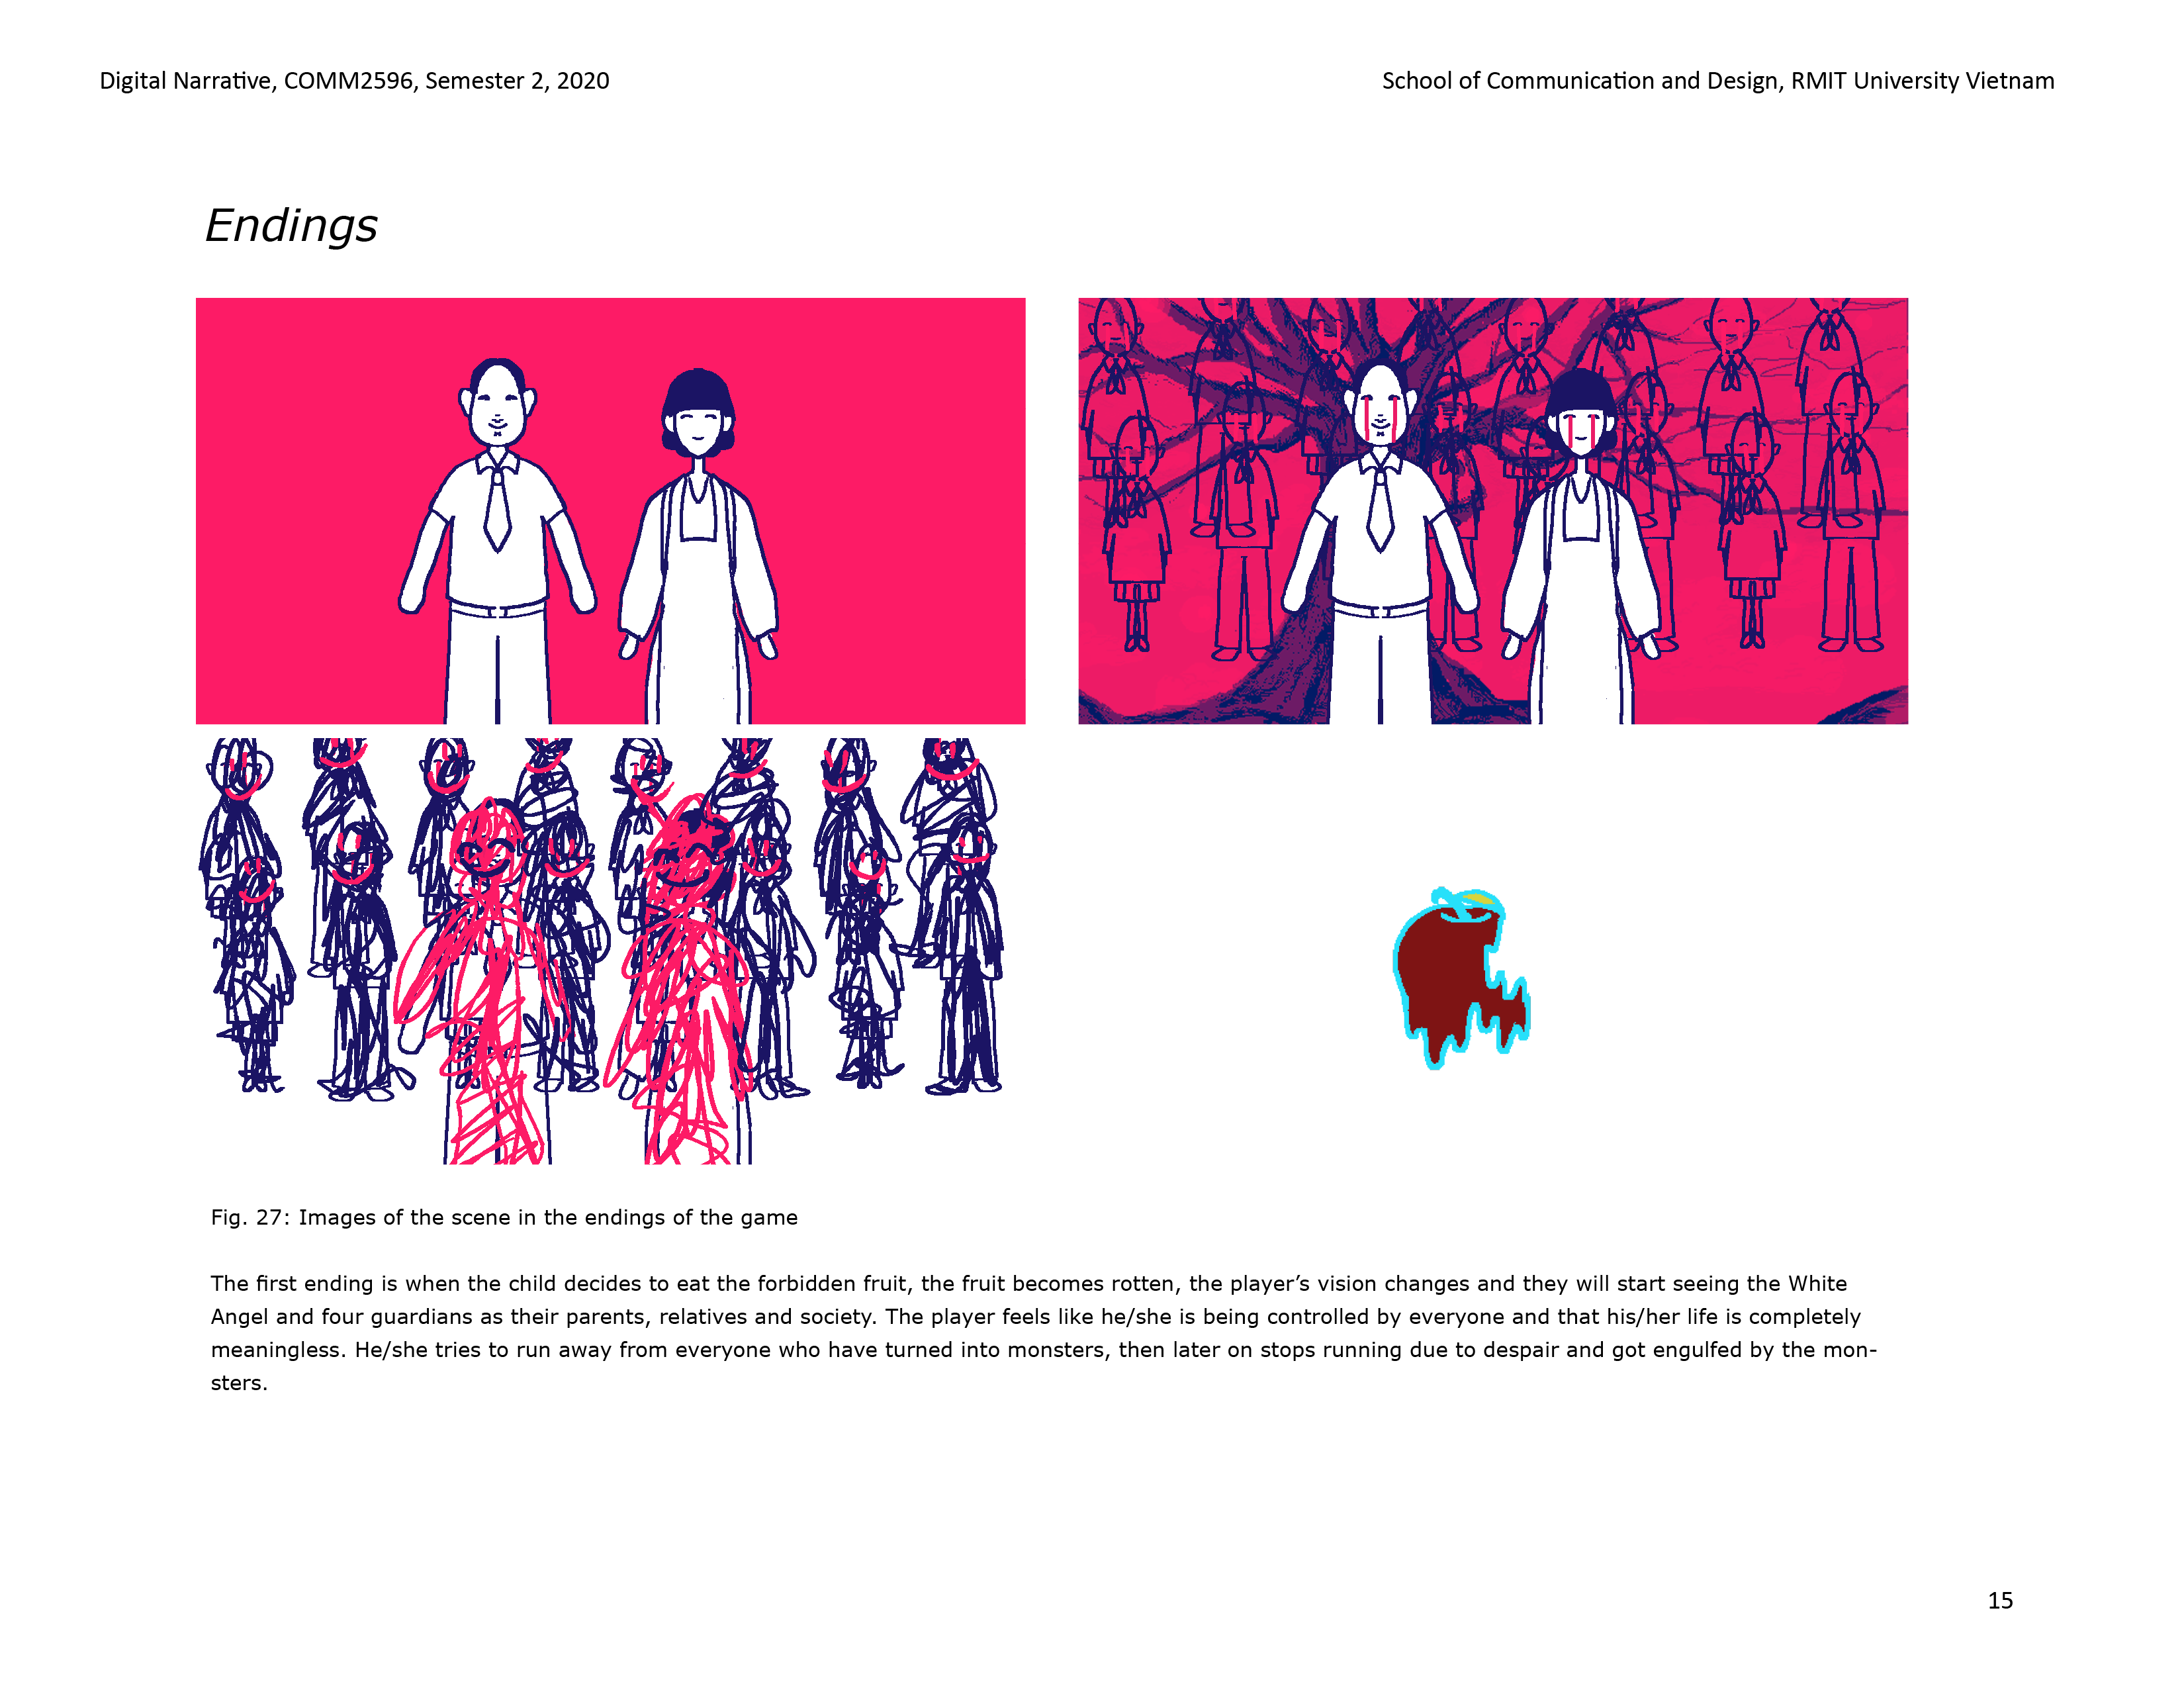 Digital Narrative, COMM2596, Semester 2, 2020
School of Communication and Design, RMIT University Vietnam
Endings
Fig. 27: Images of the scene in the endings of the game
The first ending is when the child decides to eat the forbidden fruit, the fruit becomes rotten, the player’s vision changes and they will start seeing the White
Angel and four guardians as their parents, relatives and society. The player feels like he/she is being controlled by everyone and that his/her life is completely
meaningless. He/she tries to run away from everyone who have turned into monsters, then later on stops running due to despair and got engulfed by the mon-
sters.
15